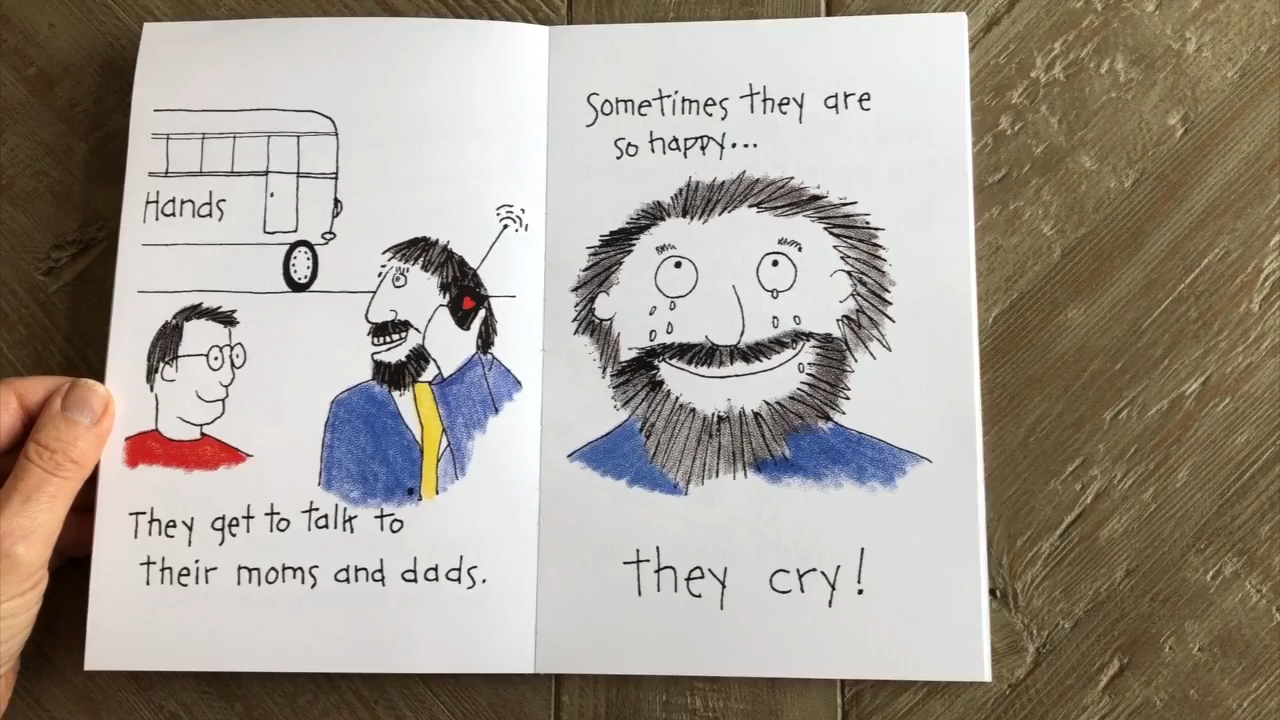 Hands
They get to talk to
their moms and dads.
Sometimes they are
so happy...
they cry!